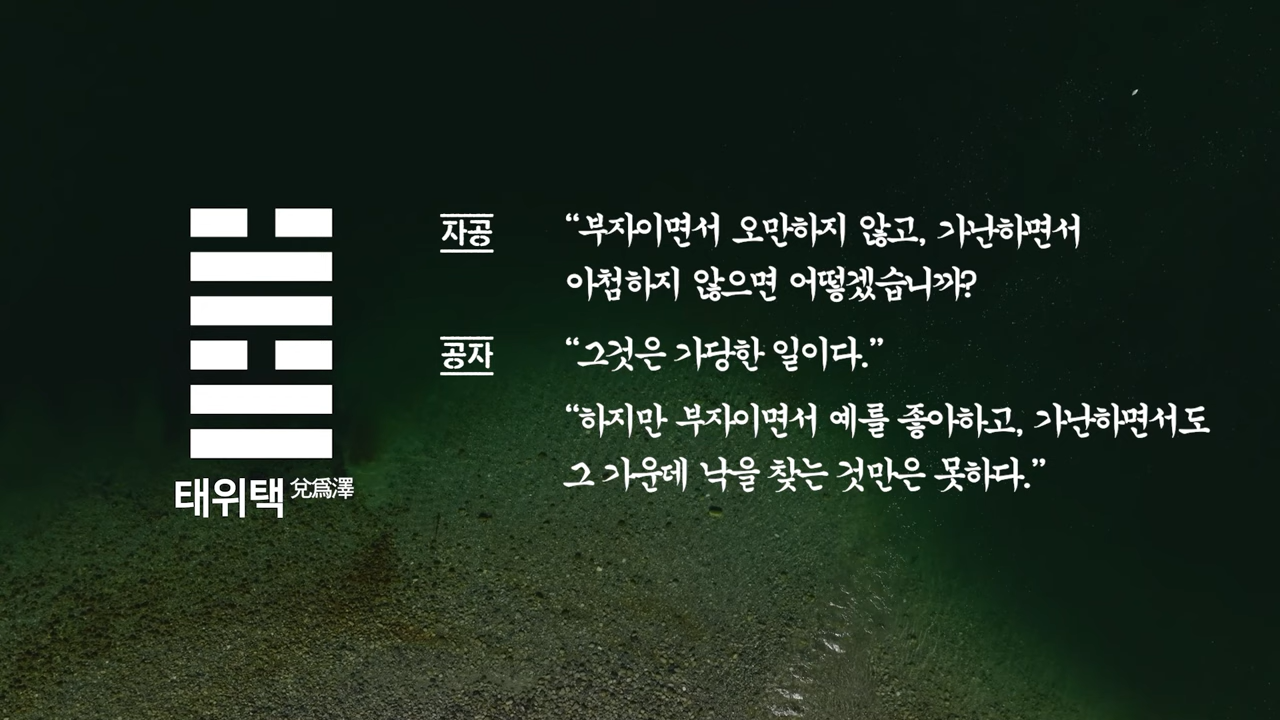 자공
“부자이면서 오만하지 않고, 가난하면서
아첨하지 않으면 어떻겠습니까?
공자
“그것은 가당한 일이다.”
“하지만 부자이면서 예를 좋아하고, 가난하면서도
그 가운데 낙을 찾는 것만은 못하다.”
태위택 兌爲澤